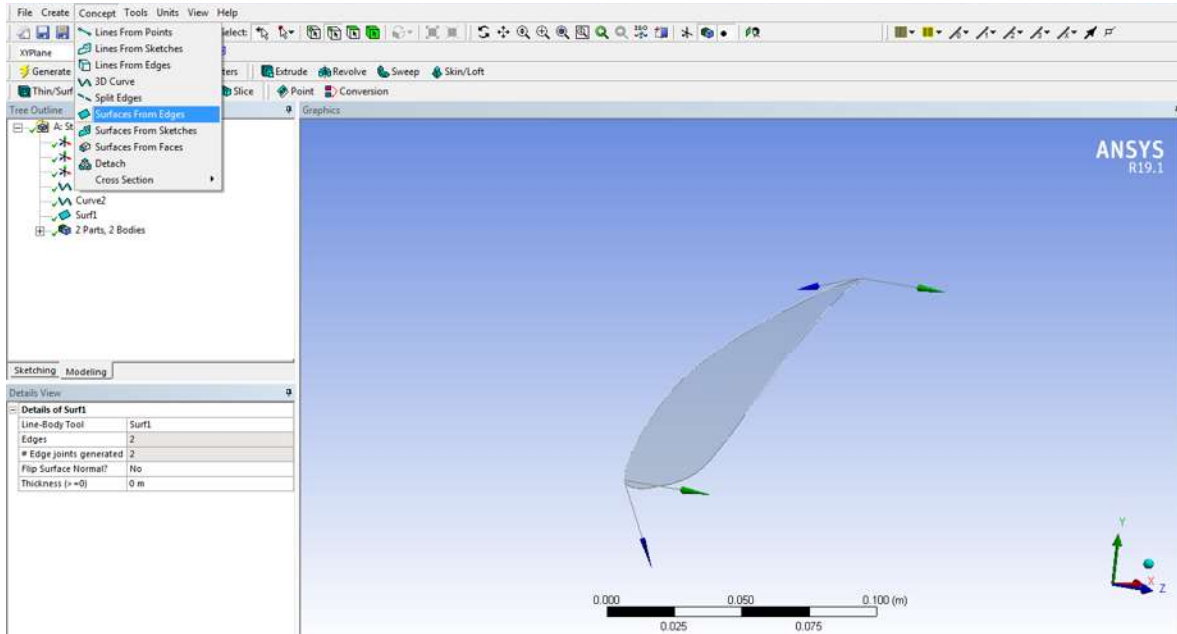 File Create Concept Tools Units View Help
Lines From Points
Select:
XYPlane
Lines From Sketches
Lines From Edges
Generate
Extrude Revolve Sweep Skin/Loft
3D Curve
Thin/Surf
Slice Point Conversion
Split Edges
Tree Outline
Surfaces From Edges
Graphics
A: St
Surfaces From Sketches
Surfaces From Faces
Detach
Cross Section
Curve2
Surf1
2 Parts, 2 Bodies
ANSYS
R19.1
Sketching Modeling
Details View
Details of Surf1
Line-Body Tool Surf1
Edges 2
# Edge joints generated 2
Flip Surface Normal? No
Thickness (>=0) 0 m
0.000 0.050 0.100 (m)
0.025 0.075
Y
X
Z